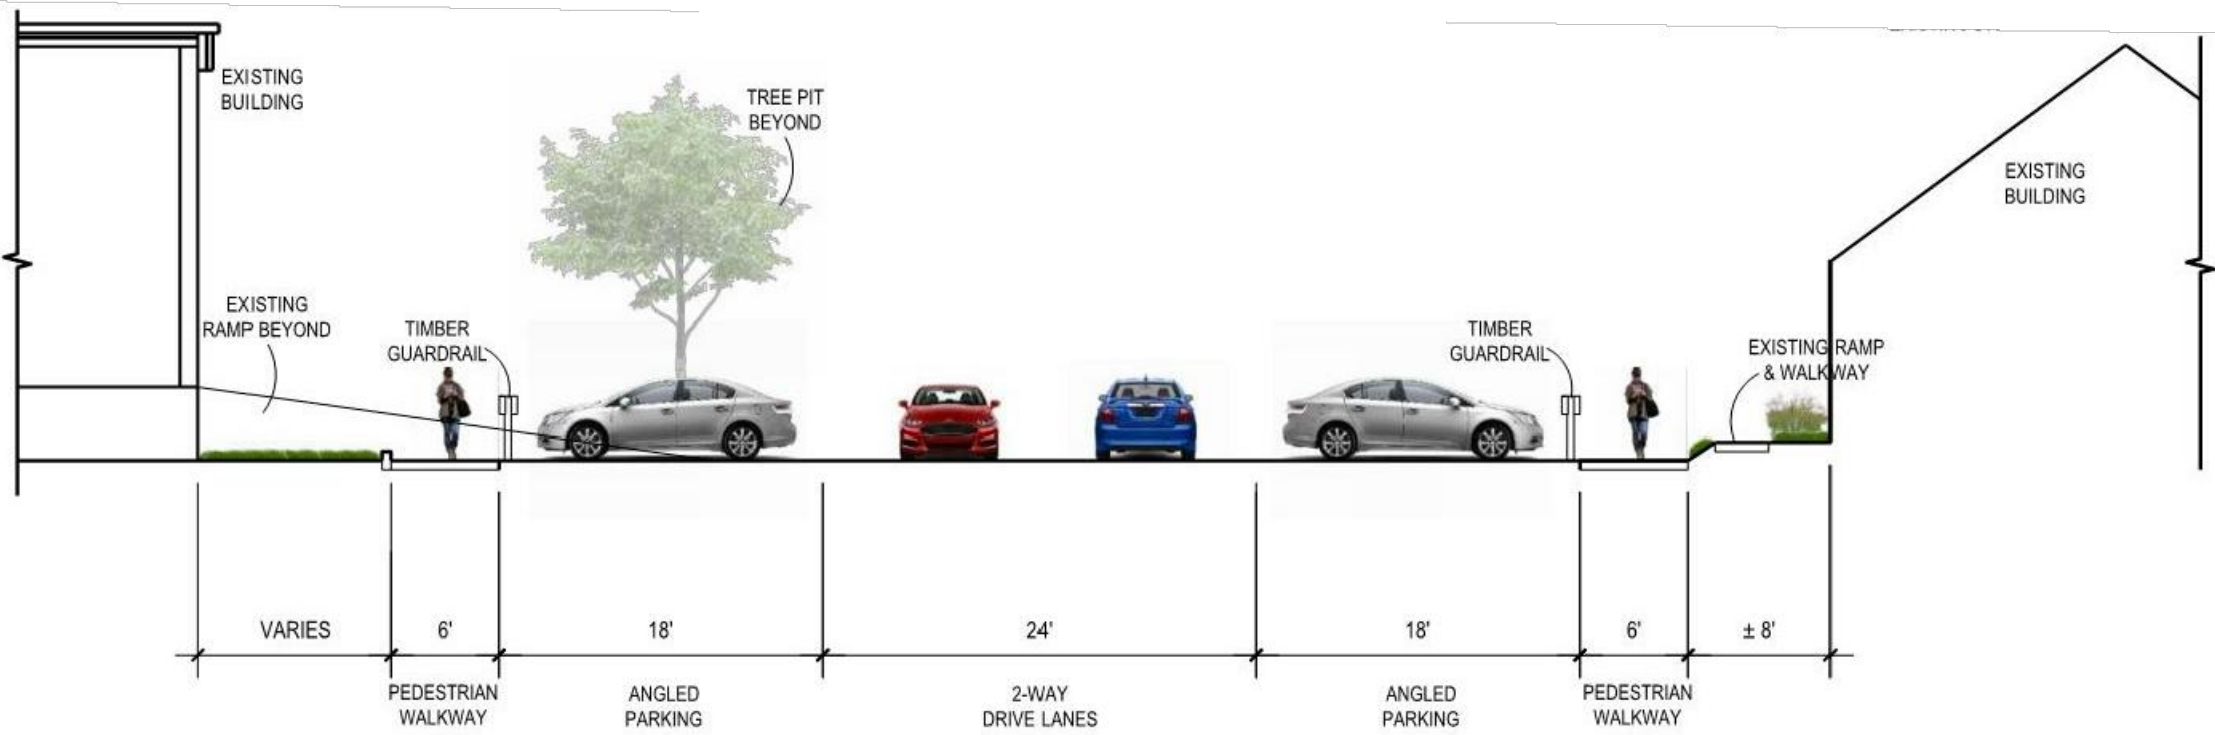 EXISTING
BUILDING
TREE PIT
BEYOND
EXISTING
BUILDING
EXISTING
RAMP BEYOND
TIMBER
GUARDRAIL
TIMBER
GUARDRAIL
EXISTING RAMP
& WALKWAY
VARIES
6'
18'
24'
18'
6'
± 8'
PEDESTRIAN
WALKWAY
ANGLED
PARKING
2-WAY
DRIVE LANES
ANGLED
PARKING
PEDESTRIAN
WALKWAY